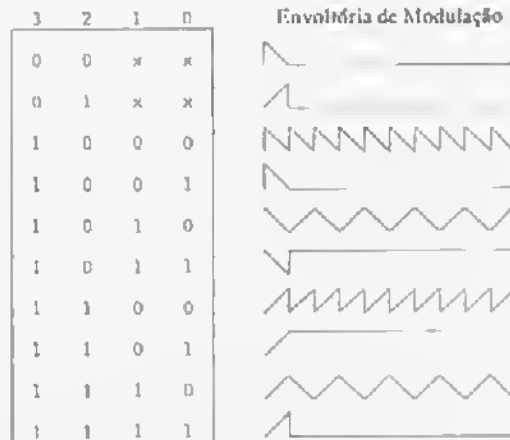 3 2 1 0 Envoltória de Modulação
0 0 x x
0 1 x x
1 0 0 0
1 0 0 1
1 0 1 0
1 0 1 1
1 1 0 0
1 1 0 1
1 1 1 0
1 1 1 1